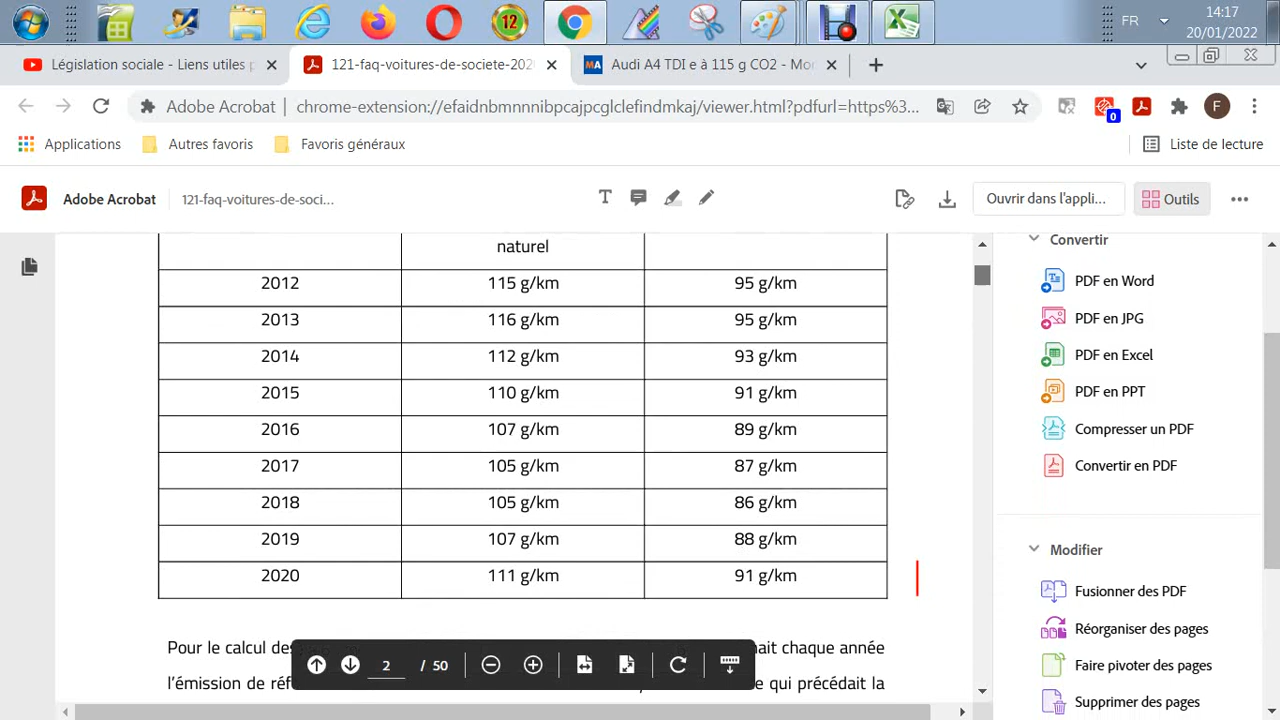 12
FR
14:17
20/01/2022
Législation sociale - Liens utiles p
121-faq-voitures-de-societe-202
MA
Audi A4 TDI e à 115 g CO2 - Mon
Adobe Acrobat
chrome-extension://efaidnbmnnnibpcajpcglclefindmkaj/viewer.html?pdfurl=https%3...
F
0
Applications
Autres favoris
Favoris généraux
Liste de lecture
Adobe Acrobat
121-faq-voitures-de-soci...
Ouvrir dans l'appli...
Outils
naturel
2012 115 g/km 95 g/km
2013 116 g/km 95 g/km
2014 112 g/km 93 g/km
2015 110 g/km 91 g/km
2016 107 g/km 89 g/km
2017 105 g/km 87 g/km
2018 105 g/km 86 g/km
2019 107 g/km 88 g/km
2020 111 g/km 91 g/km
Pour le calcul des chaque année
l'émission de qui précédait la
2 / 50
Convertir
PDF en Word
PDF en JPG
PDF en Excel
PDF en PPT
Compresser un PDF
Convertir en PDF
Modifier
Fusionner des PDF
Réorganiser des pages
Faire pivoter des pages
Supprimer des pages